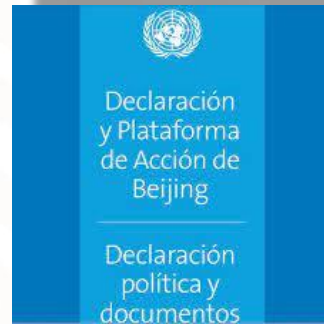 Declaración
y Plataforma
de Acción de
Beijing
Declaración
política y
documentos